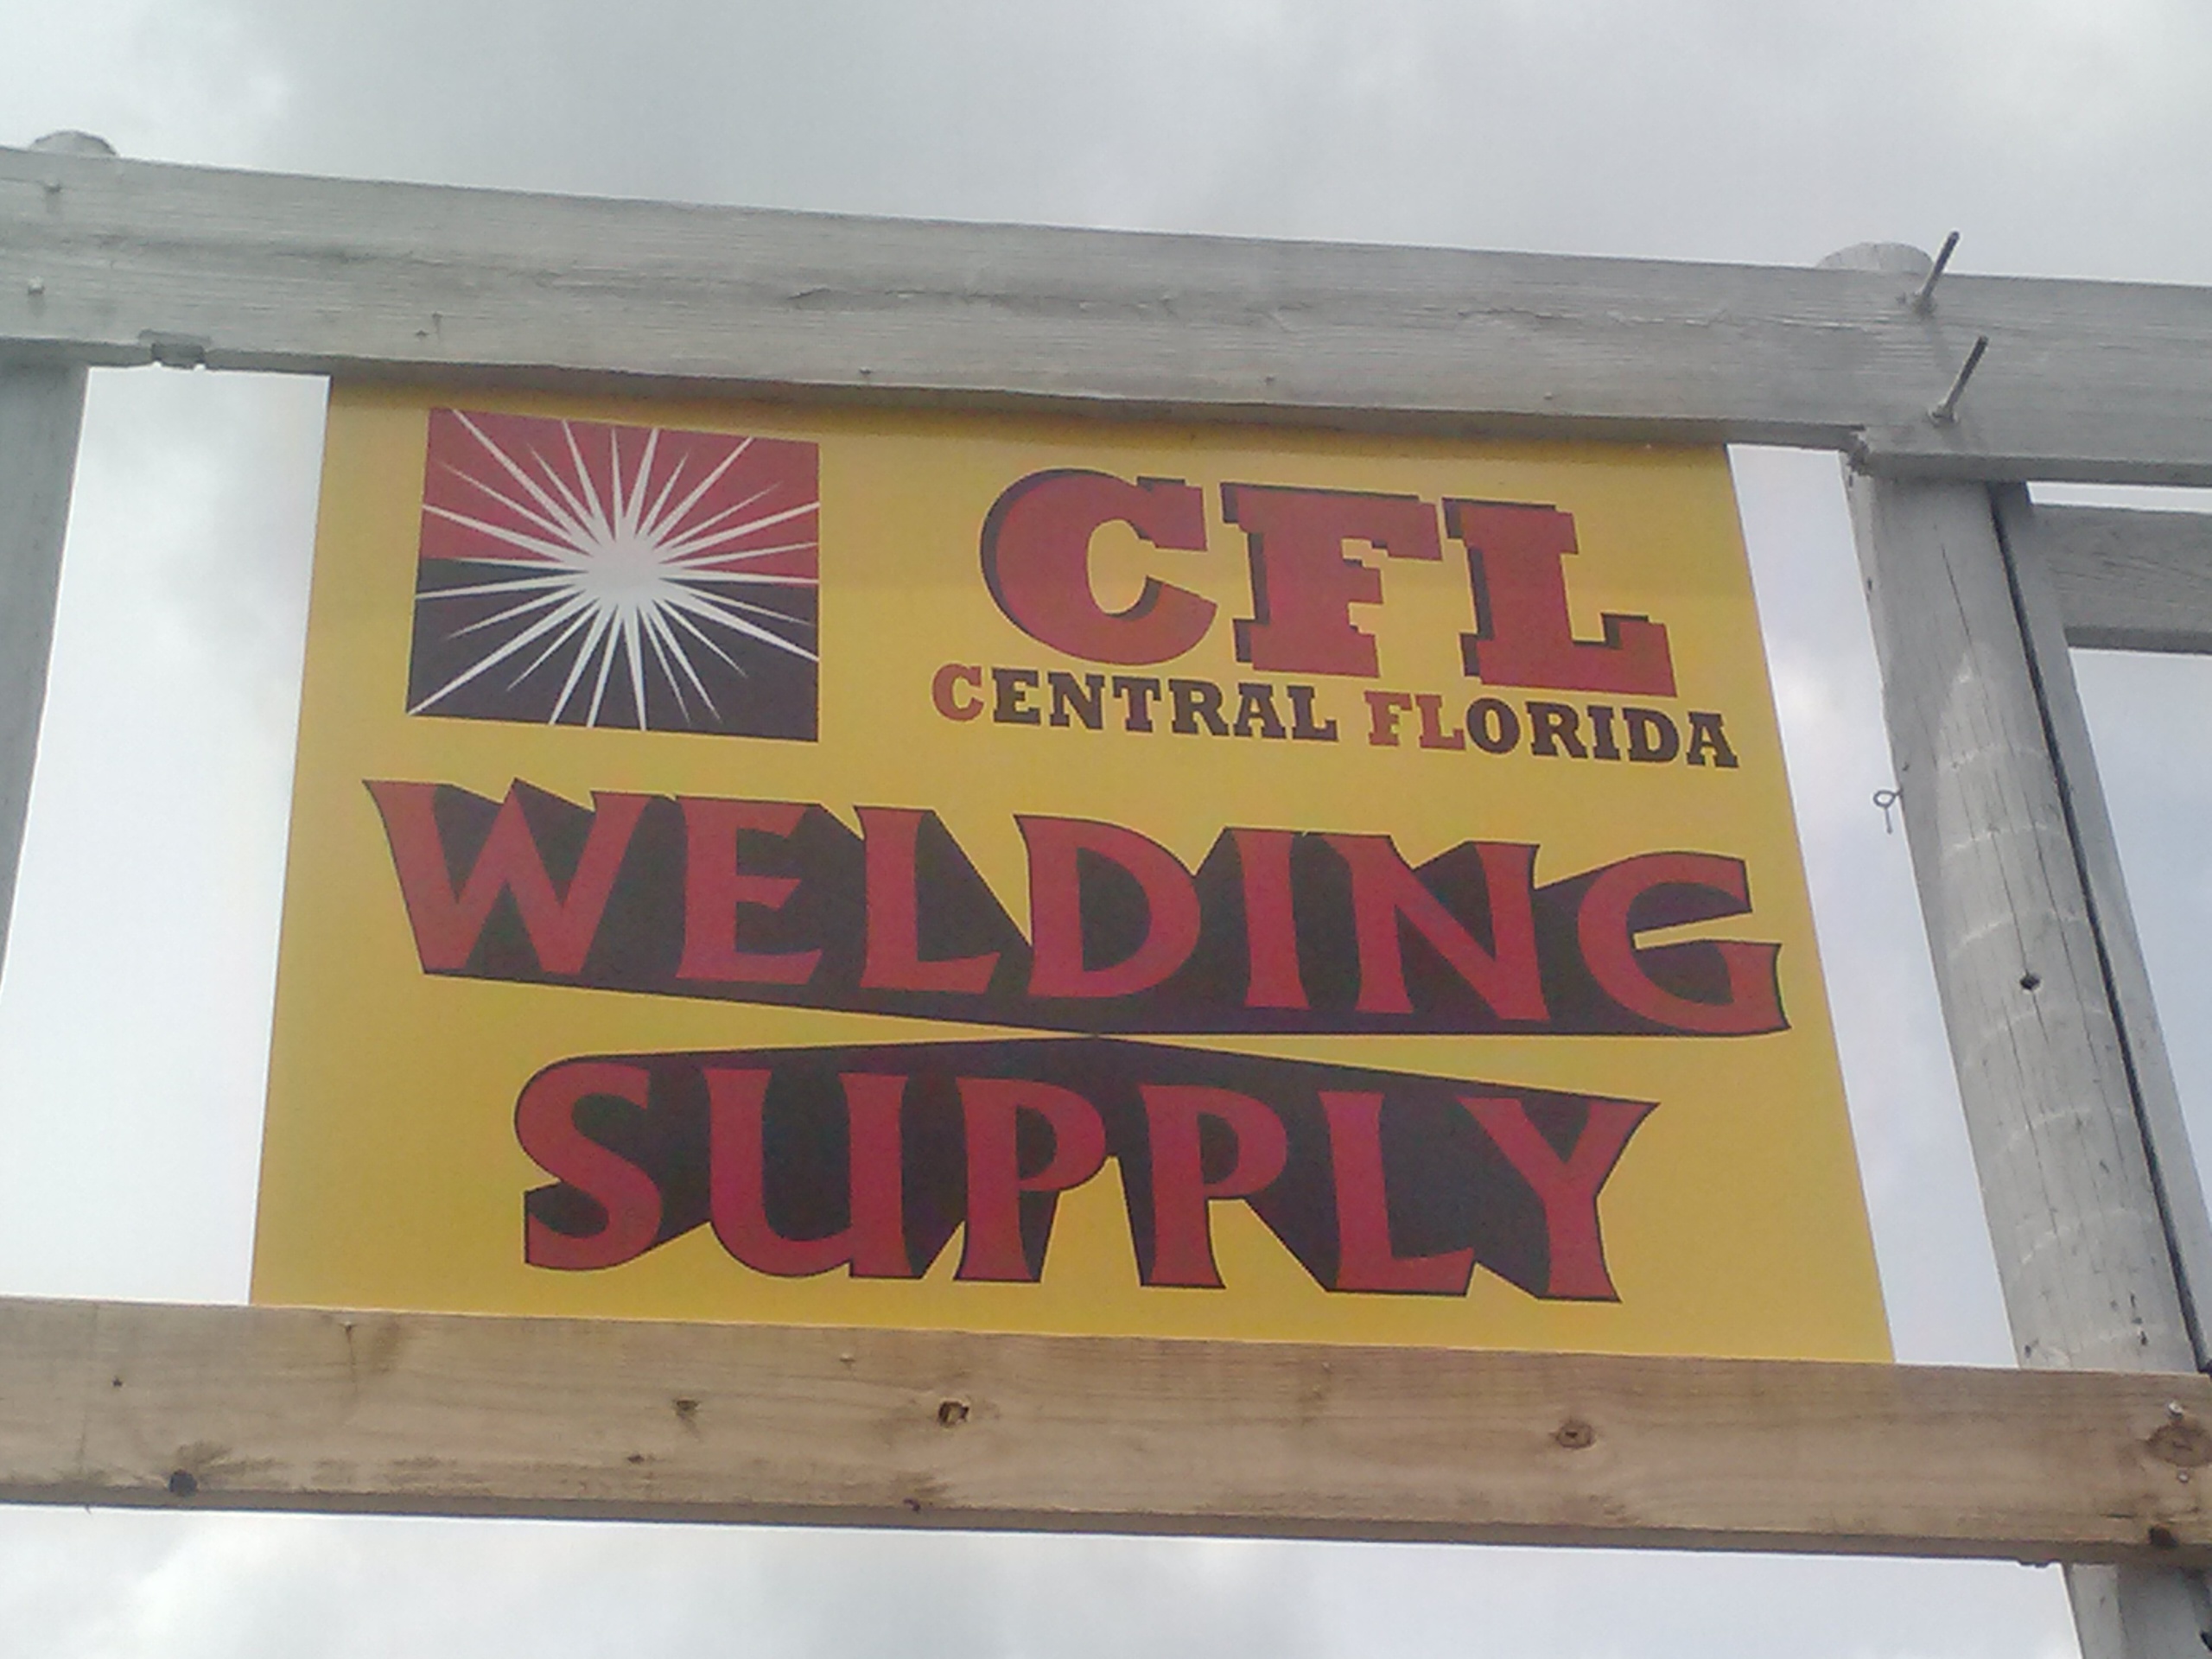 CFL
CENTRAL FLORIDA
WELDING
SUPPLY